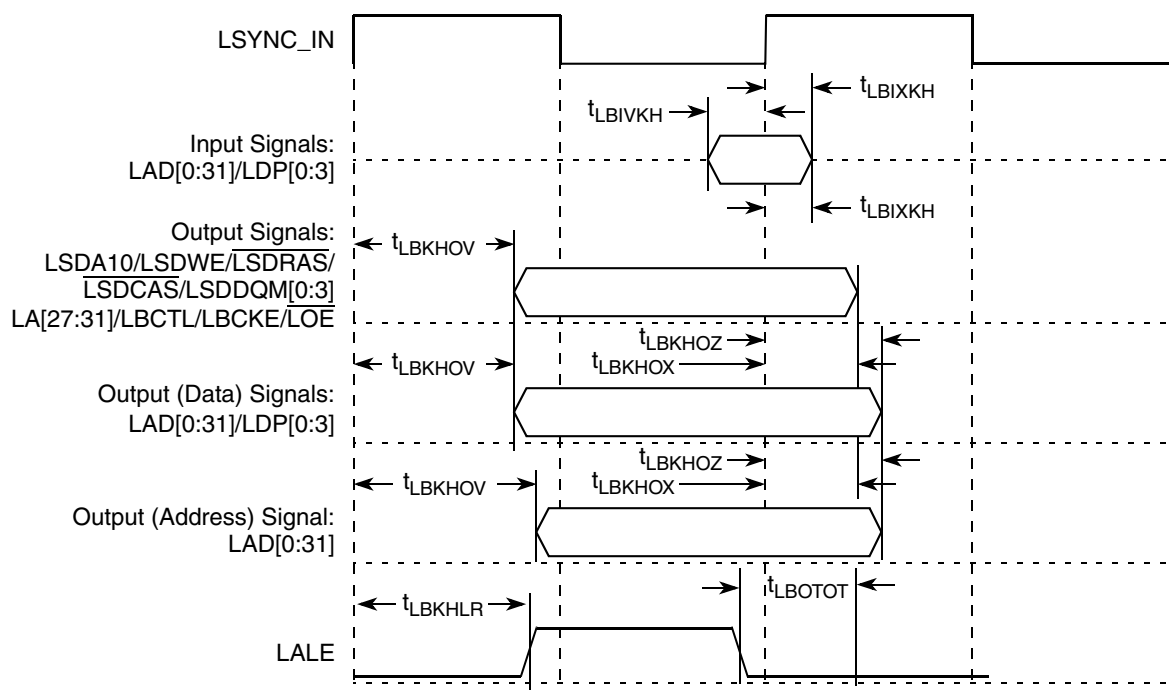 LSYNC_IN
tLBIXKH
tLBIVKH
Input Signals:
LAD[0:31]/LDP[0:3]
tLBIXKH
Output Signals:
tLBKHOV
LSDA10/LSDWE/LSDRAS/
LSDCAS/LSDDQM[0:3]
LA[27:31]/LBCTL/LBCKE/LOE
tLBKHOZ
tLBKHOV
tLBKHOX
Output (Data) Signals:
LAD[0:31]/LDP[0:3]
tLBKHOZ
tLBKHOV
tLBKHOX
Output (Address) Signal:
LAD[0:31]
tLBOTOT
tLBKHLR
LALE